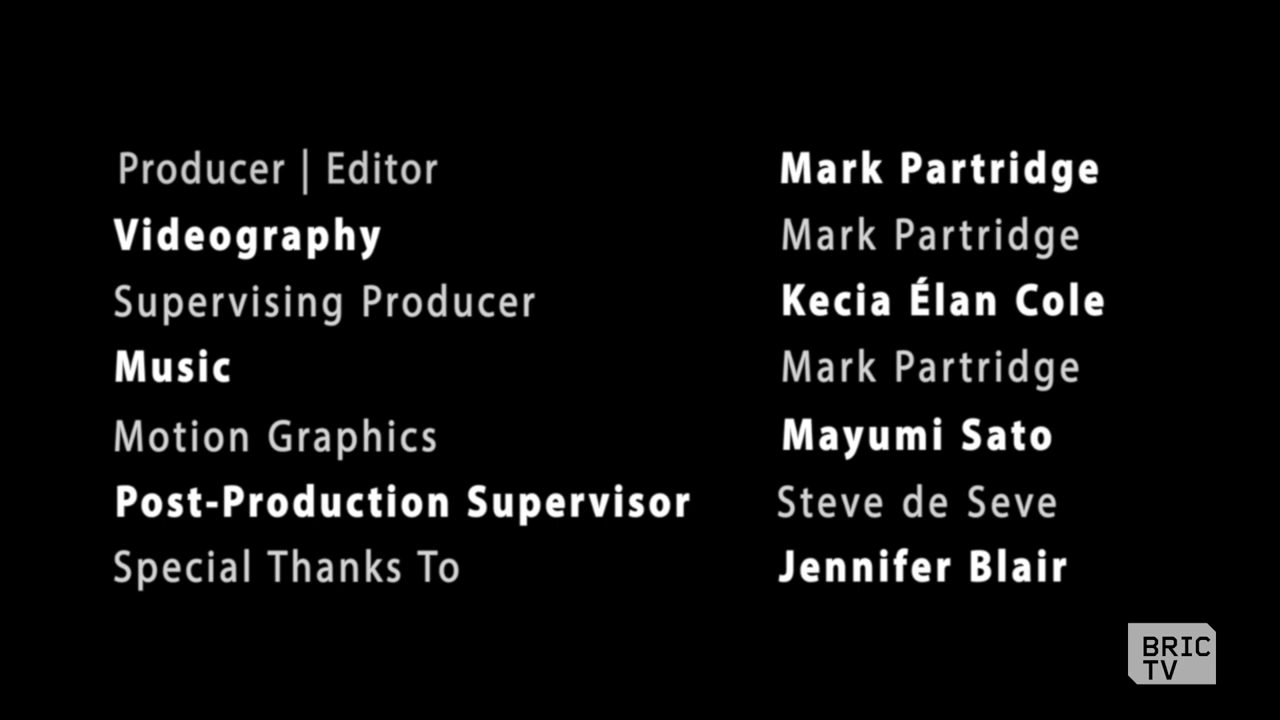 Producer | Editor Mark Partridge
Videography Mark Partridge
Supervising Producer Kecia Élan Cole
Music Mark Partridge
Motion Graphics Mayumi Sato
Post-Production Supervisor Steve de Seve
Special Thanks To Jennifer Blair
BRIC
TV